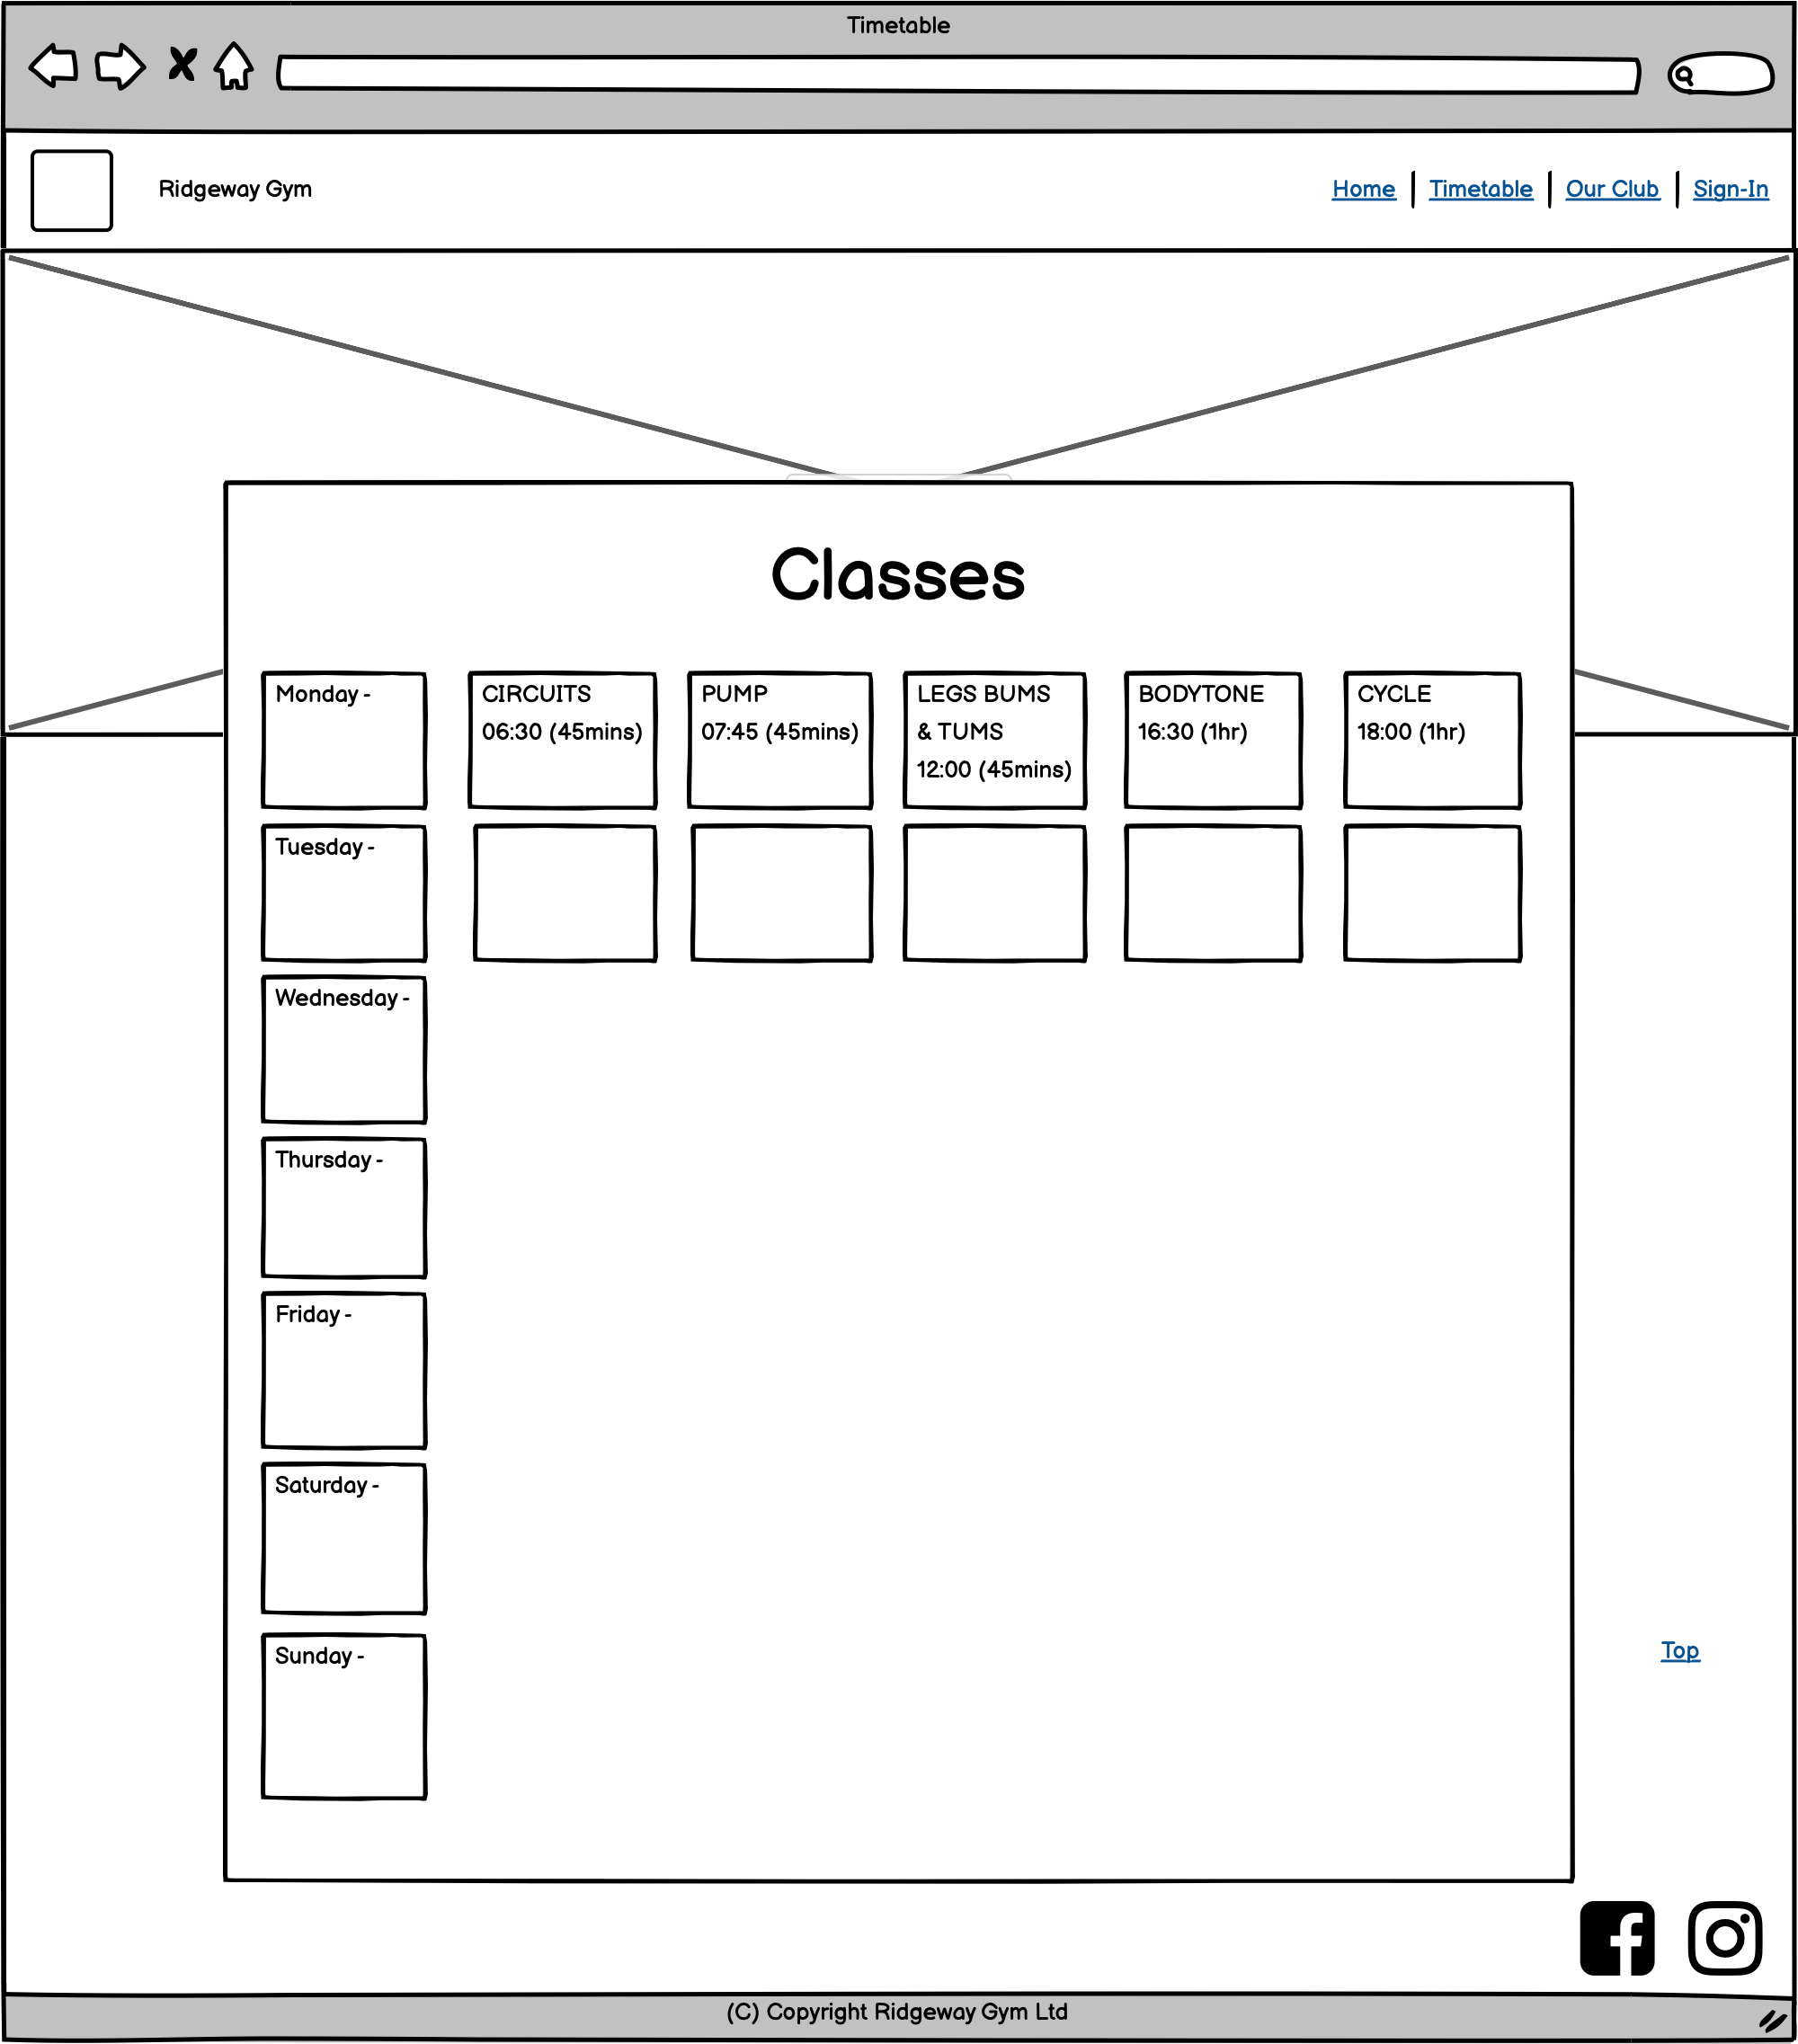 Timetable
Ridgeway Gym
Home
Timetable
Our Club
Sign-In
Classes
Monday -
CIRCUITS
06:30 (45mins)
PUMP
07:45 (45mins)
LEGS BUMS
& TUMS
12:00 (45mins)
BODYTONE
16:30 (1hr)
CYCLE
18:00 (1hr)
Tuesday -
Wednesday -
Thursday -
Friday -
Saturday -
Sunday -
Top
(C) Copyright Ridgeway Gym Ltd